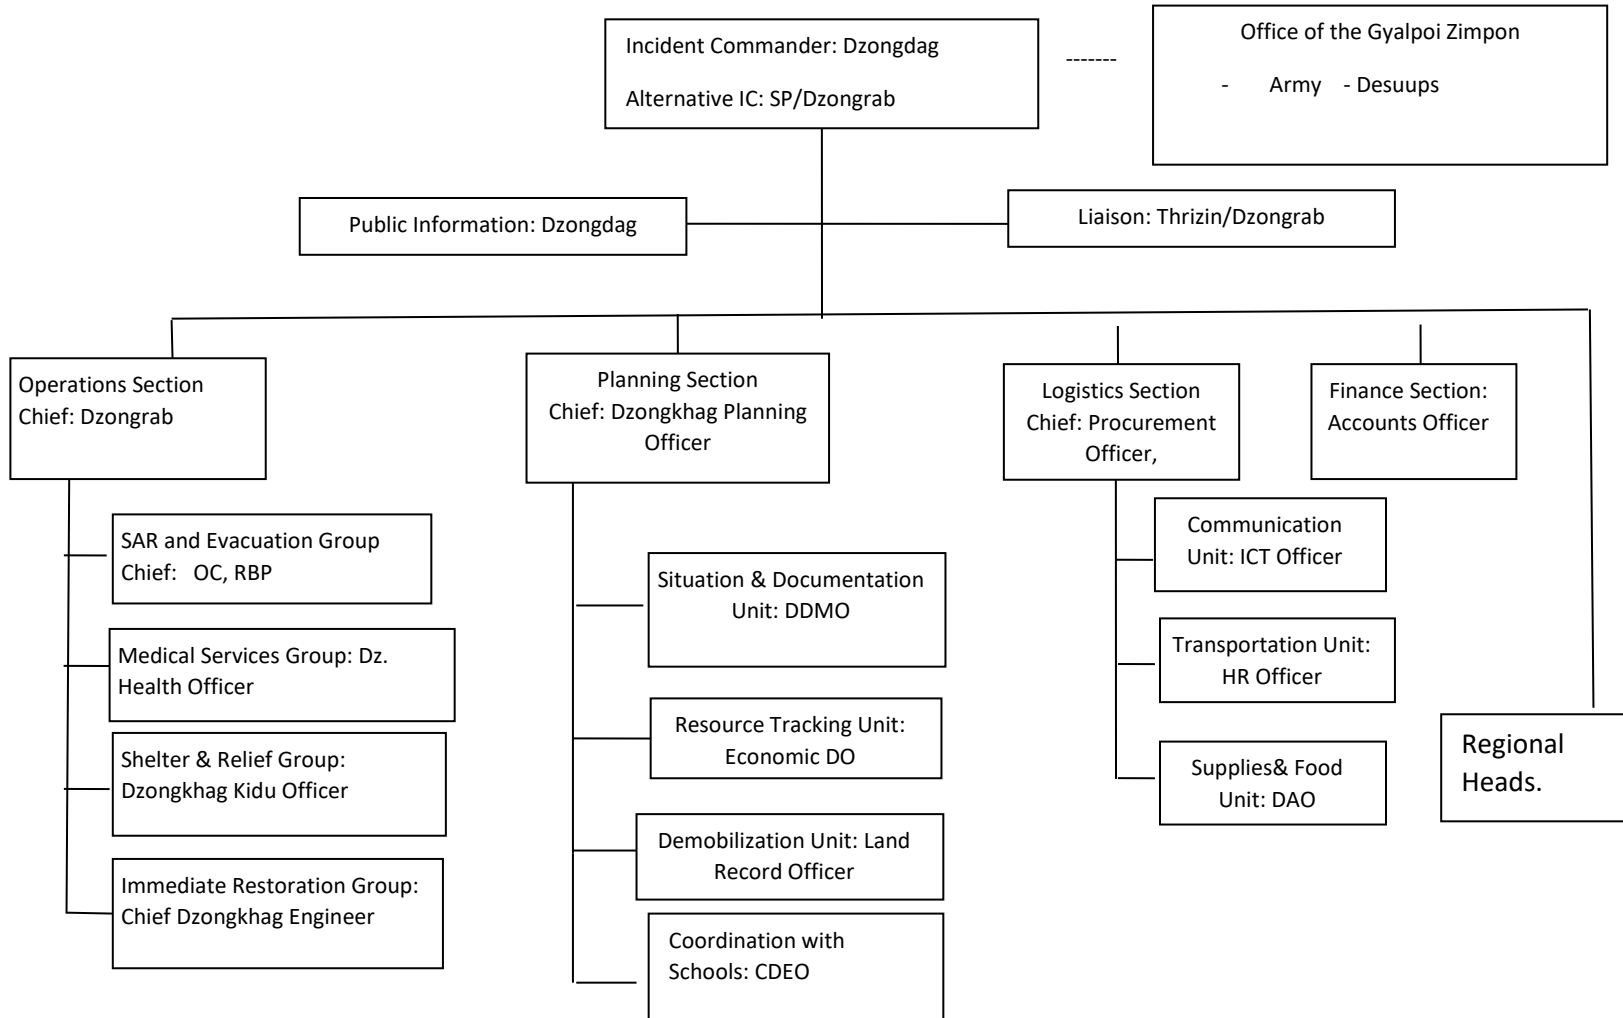 Incident Commander: Dzongdag
Alternative IC: SP/Dzongrab
-------
Office of the Gyalpoi Zimpon
- Army - Desuups
Public Information: Dzongdag
Liaison: Thrizin/Dzongrab
Operations Section
Chief: Dzongrab
SAR and Evacuation Group
Chief: OC, RBP
Medical Services Group: Dz.
Health Officer
Shelter & Relief Group:
Dzongkhag Kidu Officer
Immediate Restoration Group:
Chief Dzongkhag Engineer
Planning Section
Chief: Dzongkhag Planning
Officer
Situation & Documentation
Unit: DDMO
Resource Tracking Unit:
Economic DO
Demobilization Unit: Land
Record Officer
Coordination with
Schools: CDEO
Logistics Section
Chief: Procurement
Officer,
Communication
Unit: ICT Officer
Transportation Unit:
HR Officer
Supplies& Food
Unit: DAO
Finance Section:
Accounts Officer
Regional
Heads.